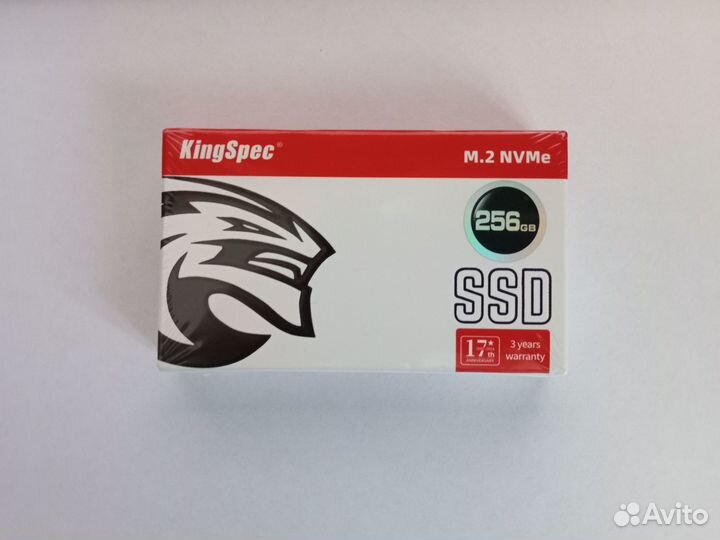 KingSpec®
M.2 NVMe
256GB
SSD
17th
ANNIVERSARY
3 years
warranty
Avito